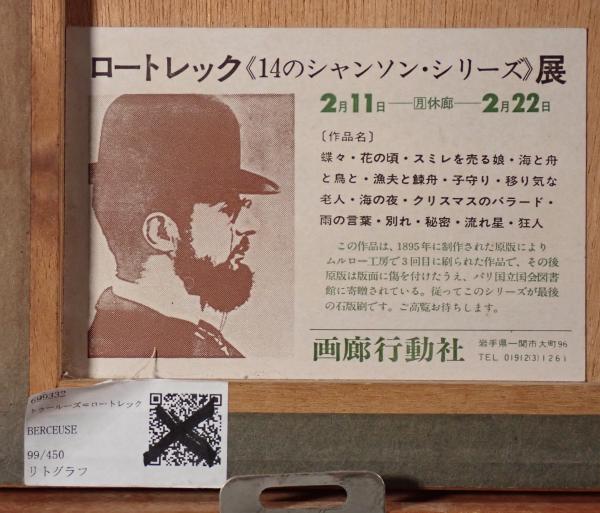 ロートレック《14のシャンソン・シリーズ》展
2月11日―月休廊―2月22日
〔作品名〕
蝶々・花の頃・スミレを売る娘・海と舟
と鳥と・漁夫と鰊舟・子守り・移り気な
老人・海の夜・クリスマスのバラード・
雨の言葉・別れ・秘密・流れ星・狂人
この作品は、1895年に制作された原版により
ムルロー工房で3回目に刷られた作品で、その後
原版は版面に傷を付けたうえ、パリ国立国会図書
館に寄贈されている。従ってこのシリーズが最後
の石版刷です。ご高覧お待ちします。
画廊行動社
岩手県一関市大町96
TEL 01912(3)1261
699332
トゥールーズ=ロートレック
BERCEUSE
99/450
リトグラフ